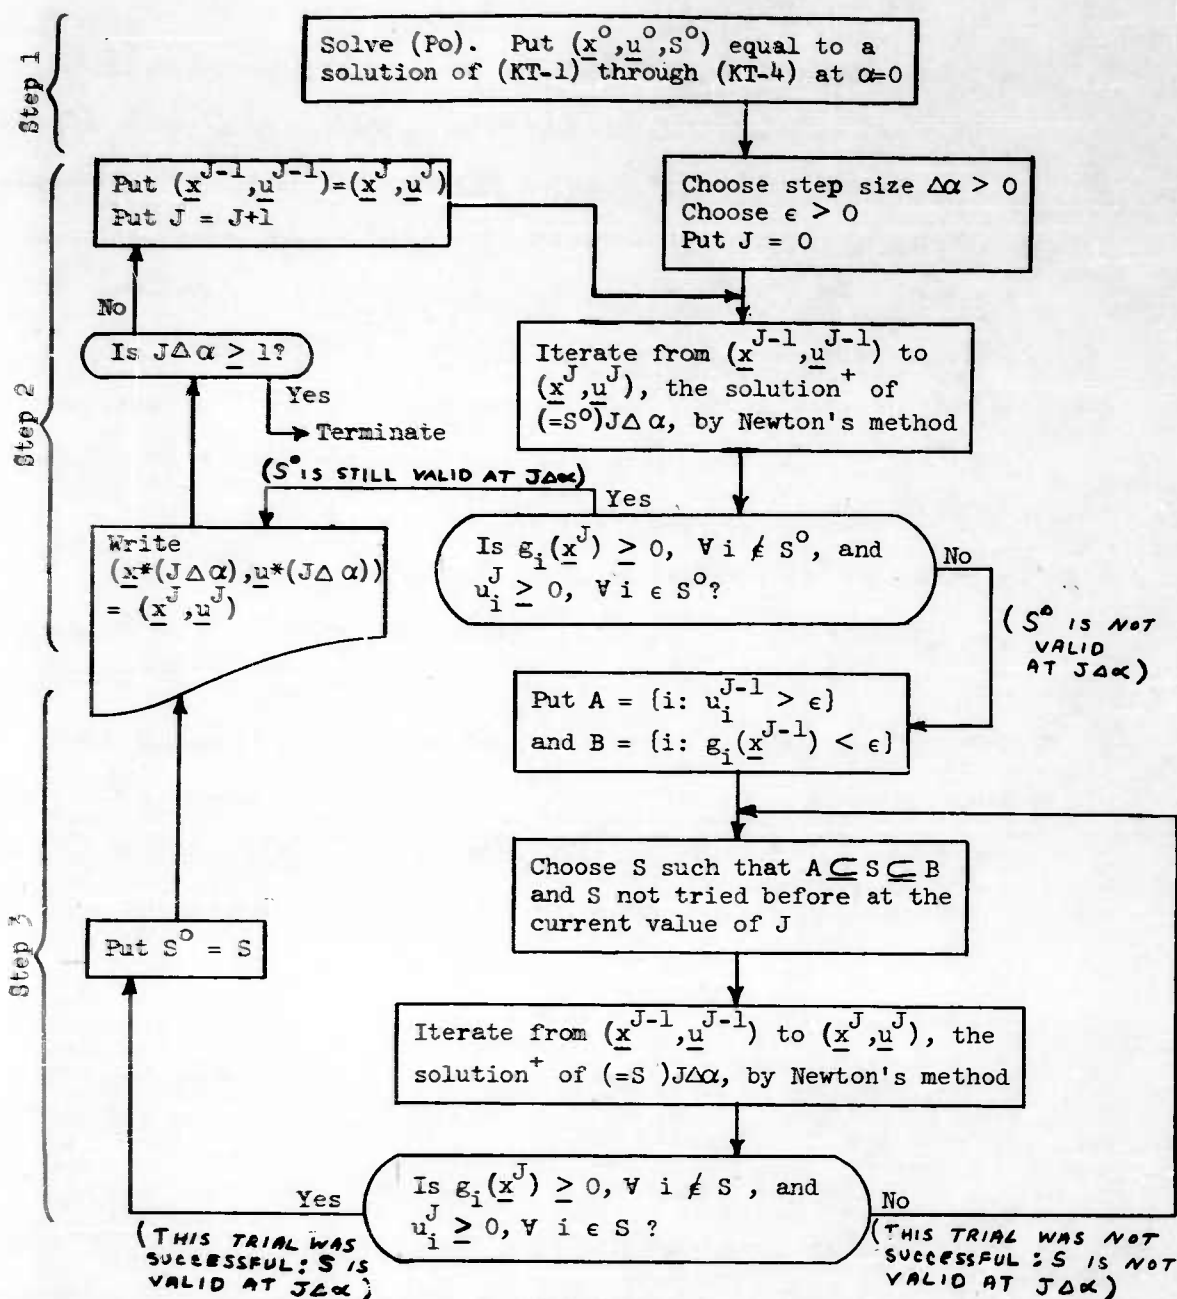 Step 1
Solve (Po). Put (x^o,u^o,S^o) equal to a
solution of (KT-1) through (KT-4) at α=0
Put (x^J-1,u^J-1)=(x^J,u^J)
Put J = J+1
Choose step size Δα > 0
Choose ϵ > 0
Put J = 0
No
Is JΔα ≥ 1?
Yes
Terminate
Step 2
Iterate from (x^J-1,u^J-1) to
(x^J,u^J), the solution^+ of
(=S^o)JΔα, by Newton's method
(S^o IS STILL VALID AT JΔα)
Yes
Write
(x*(JΔα),u*(JΔα))
= (x^J,u^J)
Is g_i(x^J) ≥ 0, ∀ i ∉ S^o, and
u_i^J ≥ 0, ∀ i ϵ S^o?
No
(S^o IS NOT
VALID
AT JΔα)
Put A = {i: u_i^J-1 > ϵ}
and B = {i: g_i(x^J-1) < ϵ}
Step 3
Choose S such that A ⊆ S ⊆ B
and S not tried before at the
current value of J
Put S^o = S
Iterate from (x^J-1,u^J-1) to (x^J,u^J), the
solution^+ of (=S )JΔα, by Newton's method
Is g_i(x^J) ≥ 0, ∀ i ∉ S , and
u_i^J ≥ 0, ∀ i ϵ S ?
Yes
(THIS TRIAL WAS
SUCCESSFUL: S IS
VALID AT JΔα)
No
(THIS TRIAL WAS NOT
SUCCESSFUL: S IS NOT
VALID AT JΔα)